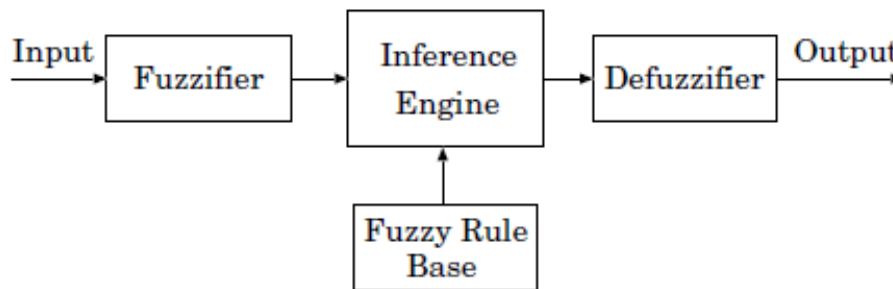 Input
Fuzzifier
Inference
Engine
Defuzzifier
Output
Fuzzy Rule
Base